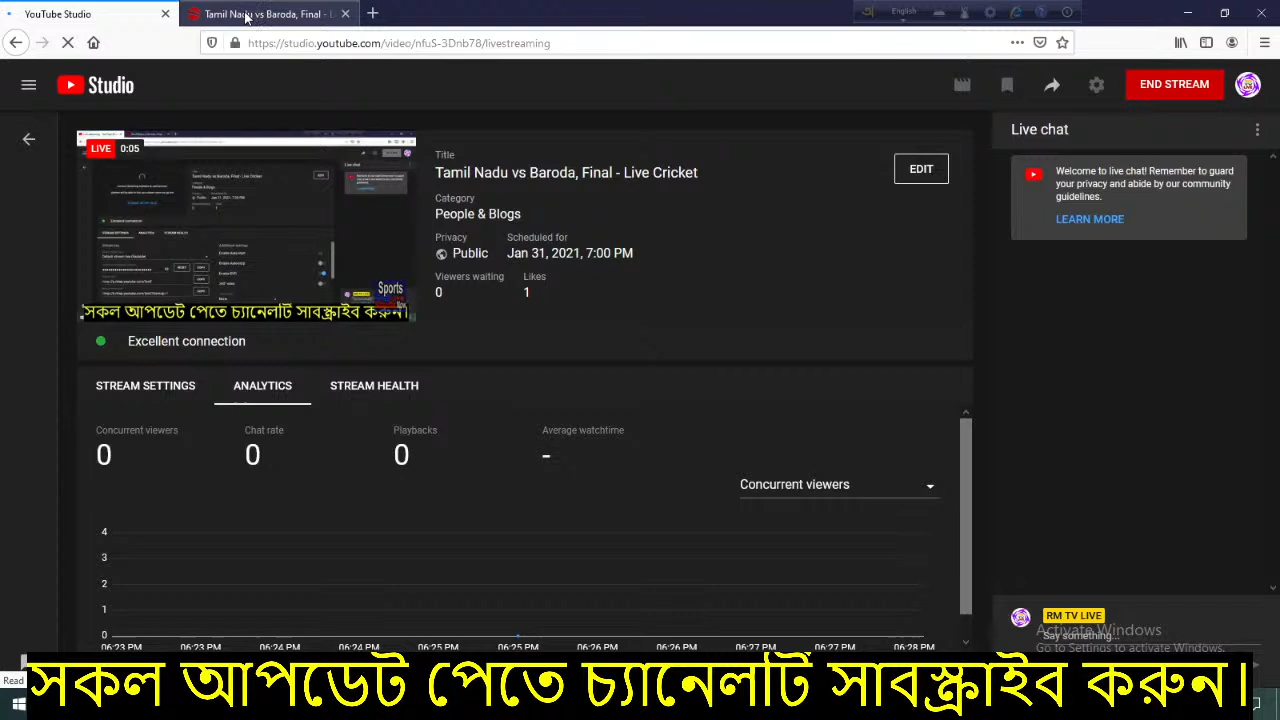 YouTube Studio
Tamil Nadu vs Baroda, Final - L
English
https://studio.youtube.com/video/nfuS-3Dnb78/livestreaming
Studio
END STREAM
LIVE 0:05
Title
Tamil Nadu vs Baroda, Final - Live Cricket
EDIT
Category
People & Blogs
Privacy
Public
Scheduled for
Jan 31, 2021, 7:00 PM
Viewers waiting
0
Likes
1
Sports
Now
সকল আপডেট পেতে চ্যানেলটি সাবস্ক্রাইব করুন।
Excellent connection
STREAM SETTINGS
ANALYTICS
STREAM HEALTH
Concurrent viewers
0
Chat rate
0
Playbacks
0
Average watchtime
-
Concurrent viewers
4
3
2
1
0
06:23 PM 06:23 PM 06:24 PM 06:24 PM 06:25 PM 06:25 PM 06:26 PM 06:26 PM 06:27 PM 06:27 PM 06:28 PM
Live chat
Welcome to live chat! Remember to guard
your privacy and abide by our community
guidelines.
LEARN MORE
RM TV LIVE
Say something...
Activate Windows
Go to Settings to activate Windows.
Read
সকল আপডেট পেতে চ্যানেলটি সাবস্ক্রাইব করুন।